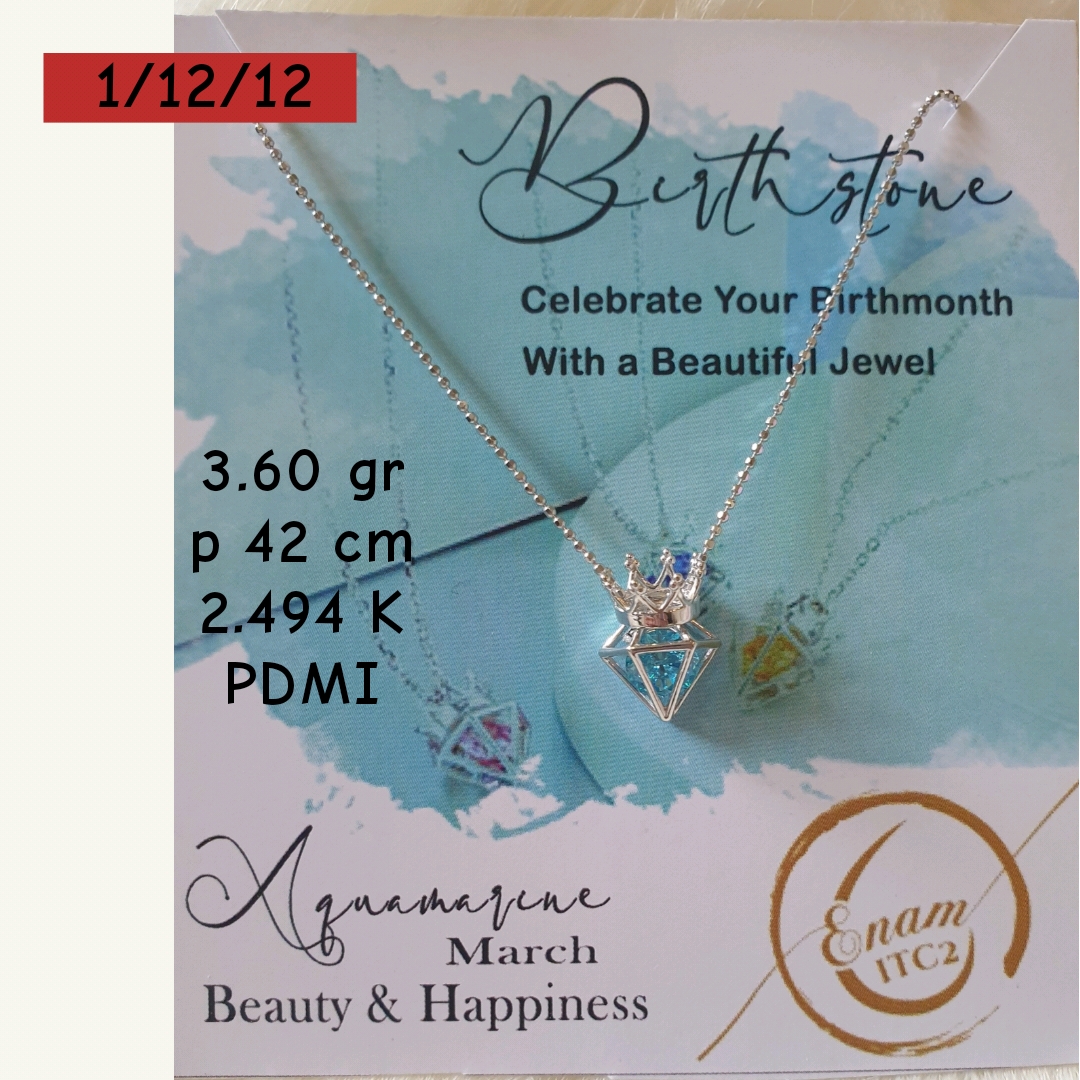 1/12/12
Birthstone
Celebrate Your Birthmonth
With a Beautiful Jewel
3.60 gr
p 42 cm
2.494 K
PDMI
Aquamarine
March
Beauty & Happiness
Enam
ITC2